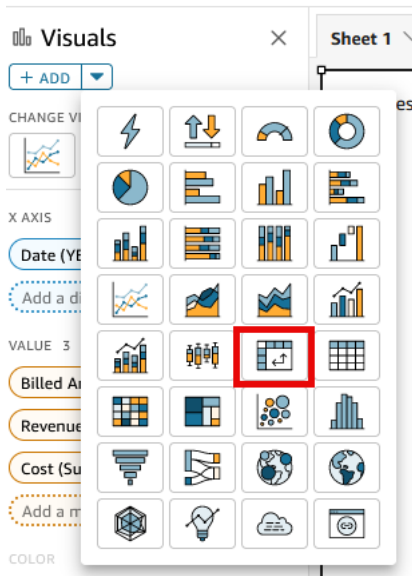 Visuals
Sheet 1
+ ADD
es
CHANGE VI
X AXIS
Date (YE
Add a di
VALUE 3
Billed Ar
Revenue
Cost (Su
Add a m
COLOR